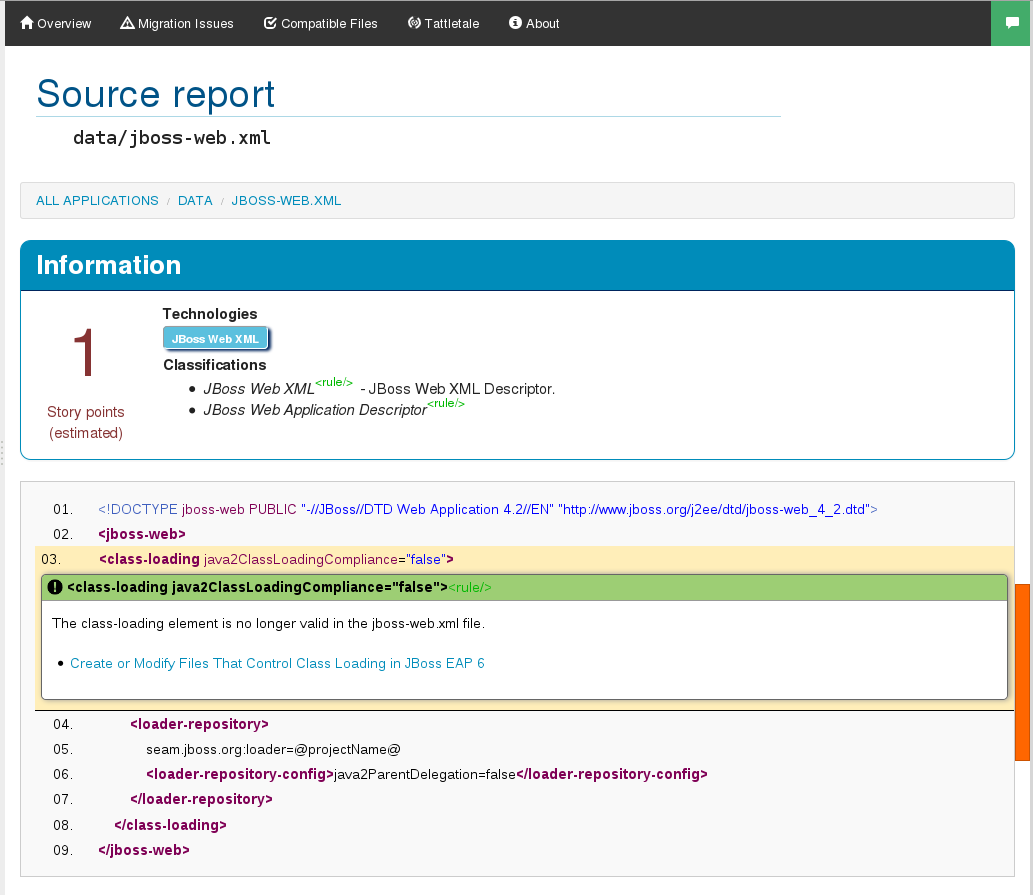 Overview Migration Issues Compatible Files Tattletale About
Source report
data/jboss-web.xml
ALL APPLICATIONS / DATA / JBOSS-WEB.XML
Information
1
Story points
(estimated)
Technologies
JBoss Web XML
Classifications
• JBoss Web XML<rule/> - JBoss Web XML Descriptor.
• JBoss Web Application Descriptor<rule/>
01. <!DOCTYPE jboss-web PUBLIC "-//JBoss//DTD Web Application 4.2//EN" "http://www.jboss.org/j2ee/dtd/jboss-web_4_2.dtd">
02. <jboss-web>
03. <class-loading java2ClassLoadingCompliance="false">
<class-loading java2ClassLoadingCompliance="false"><rule/>
The class-loading element is no longer valid in the jboss-web.xml file.
• Create or Modify Files That Control Class Loading in JBoss EAP 6
04. <loader-repository>
05. seam.jboss.org:loader=@projectName@
06. <loader-repository-config>java2ParentDelegation=false</loader-repository-config>
07. </loader-repository>
08. </class-loading>
09. </jboss-web>